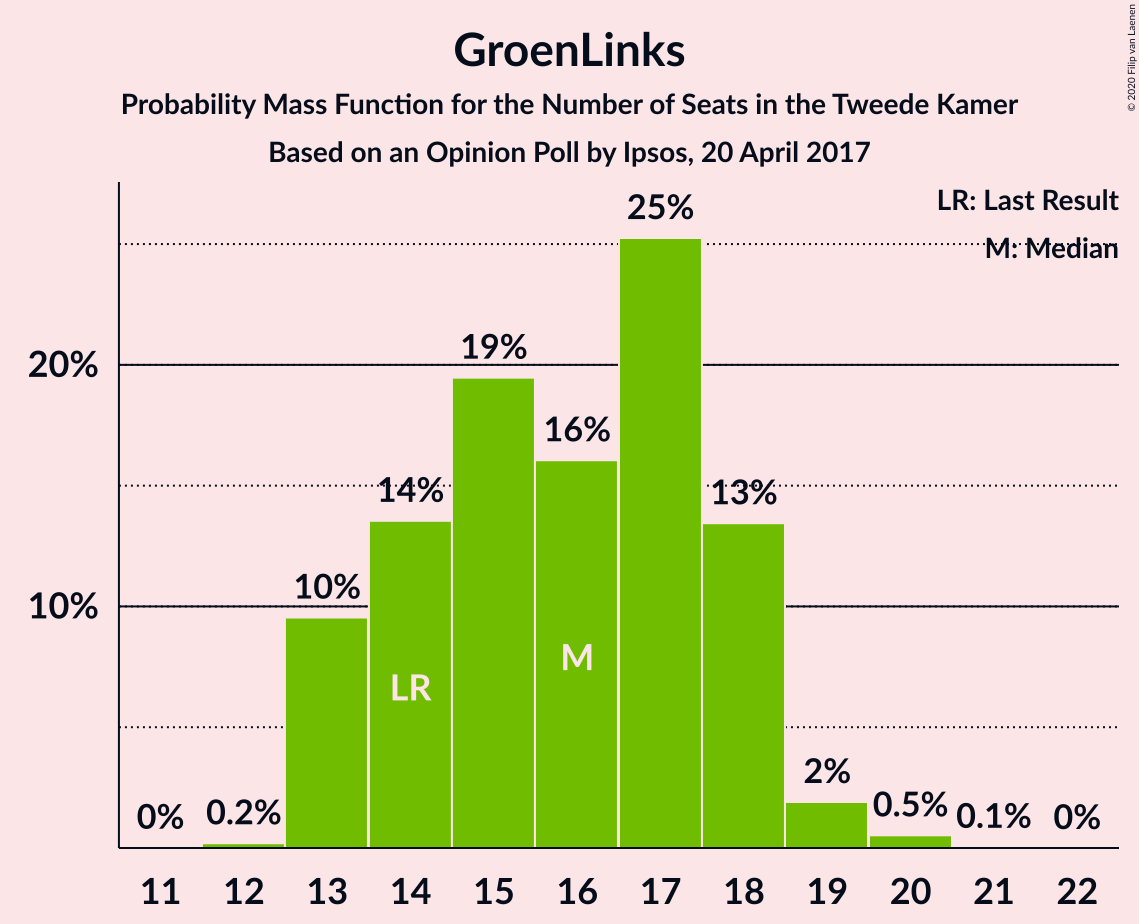 GroenLinks
Probability Mass Function for the Number of Seats in the Tweede Kamer
Based on an Opinion Poll by Ipsos, 20 April 2017
© 2020 Filip van Laenen
LR: Last Result
M: Median
25%
20%
19%
16%
14%
13%
10%
10%
M
LR
2%
0%
0.2%
0.5%
0.1%
0%
11 12 13 14 15 16 17 18 19 20 21 22